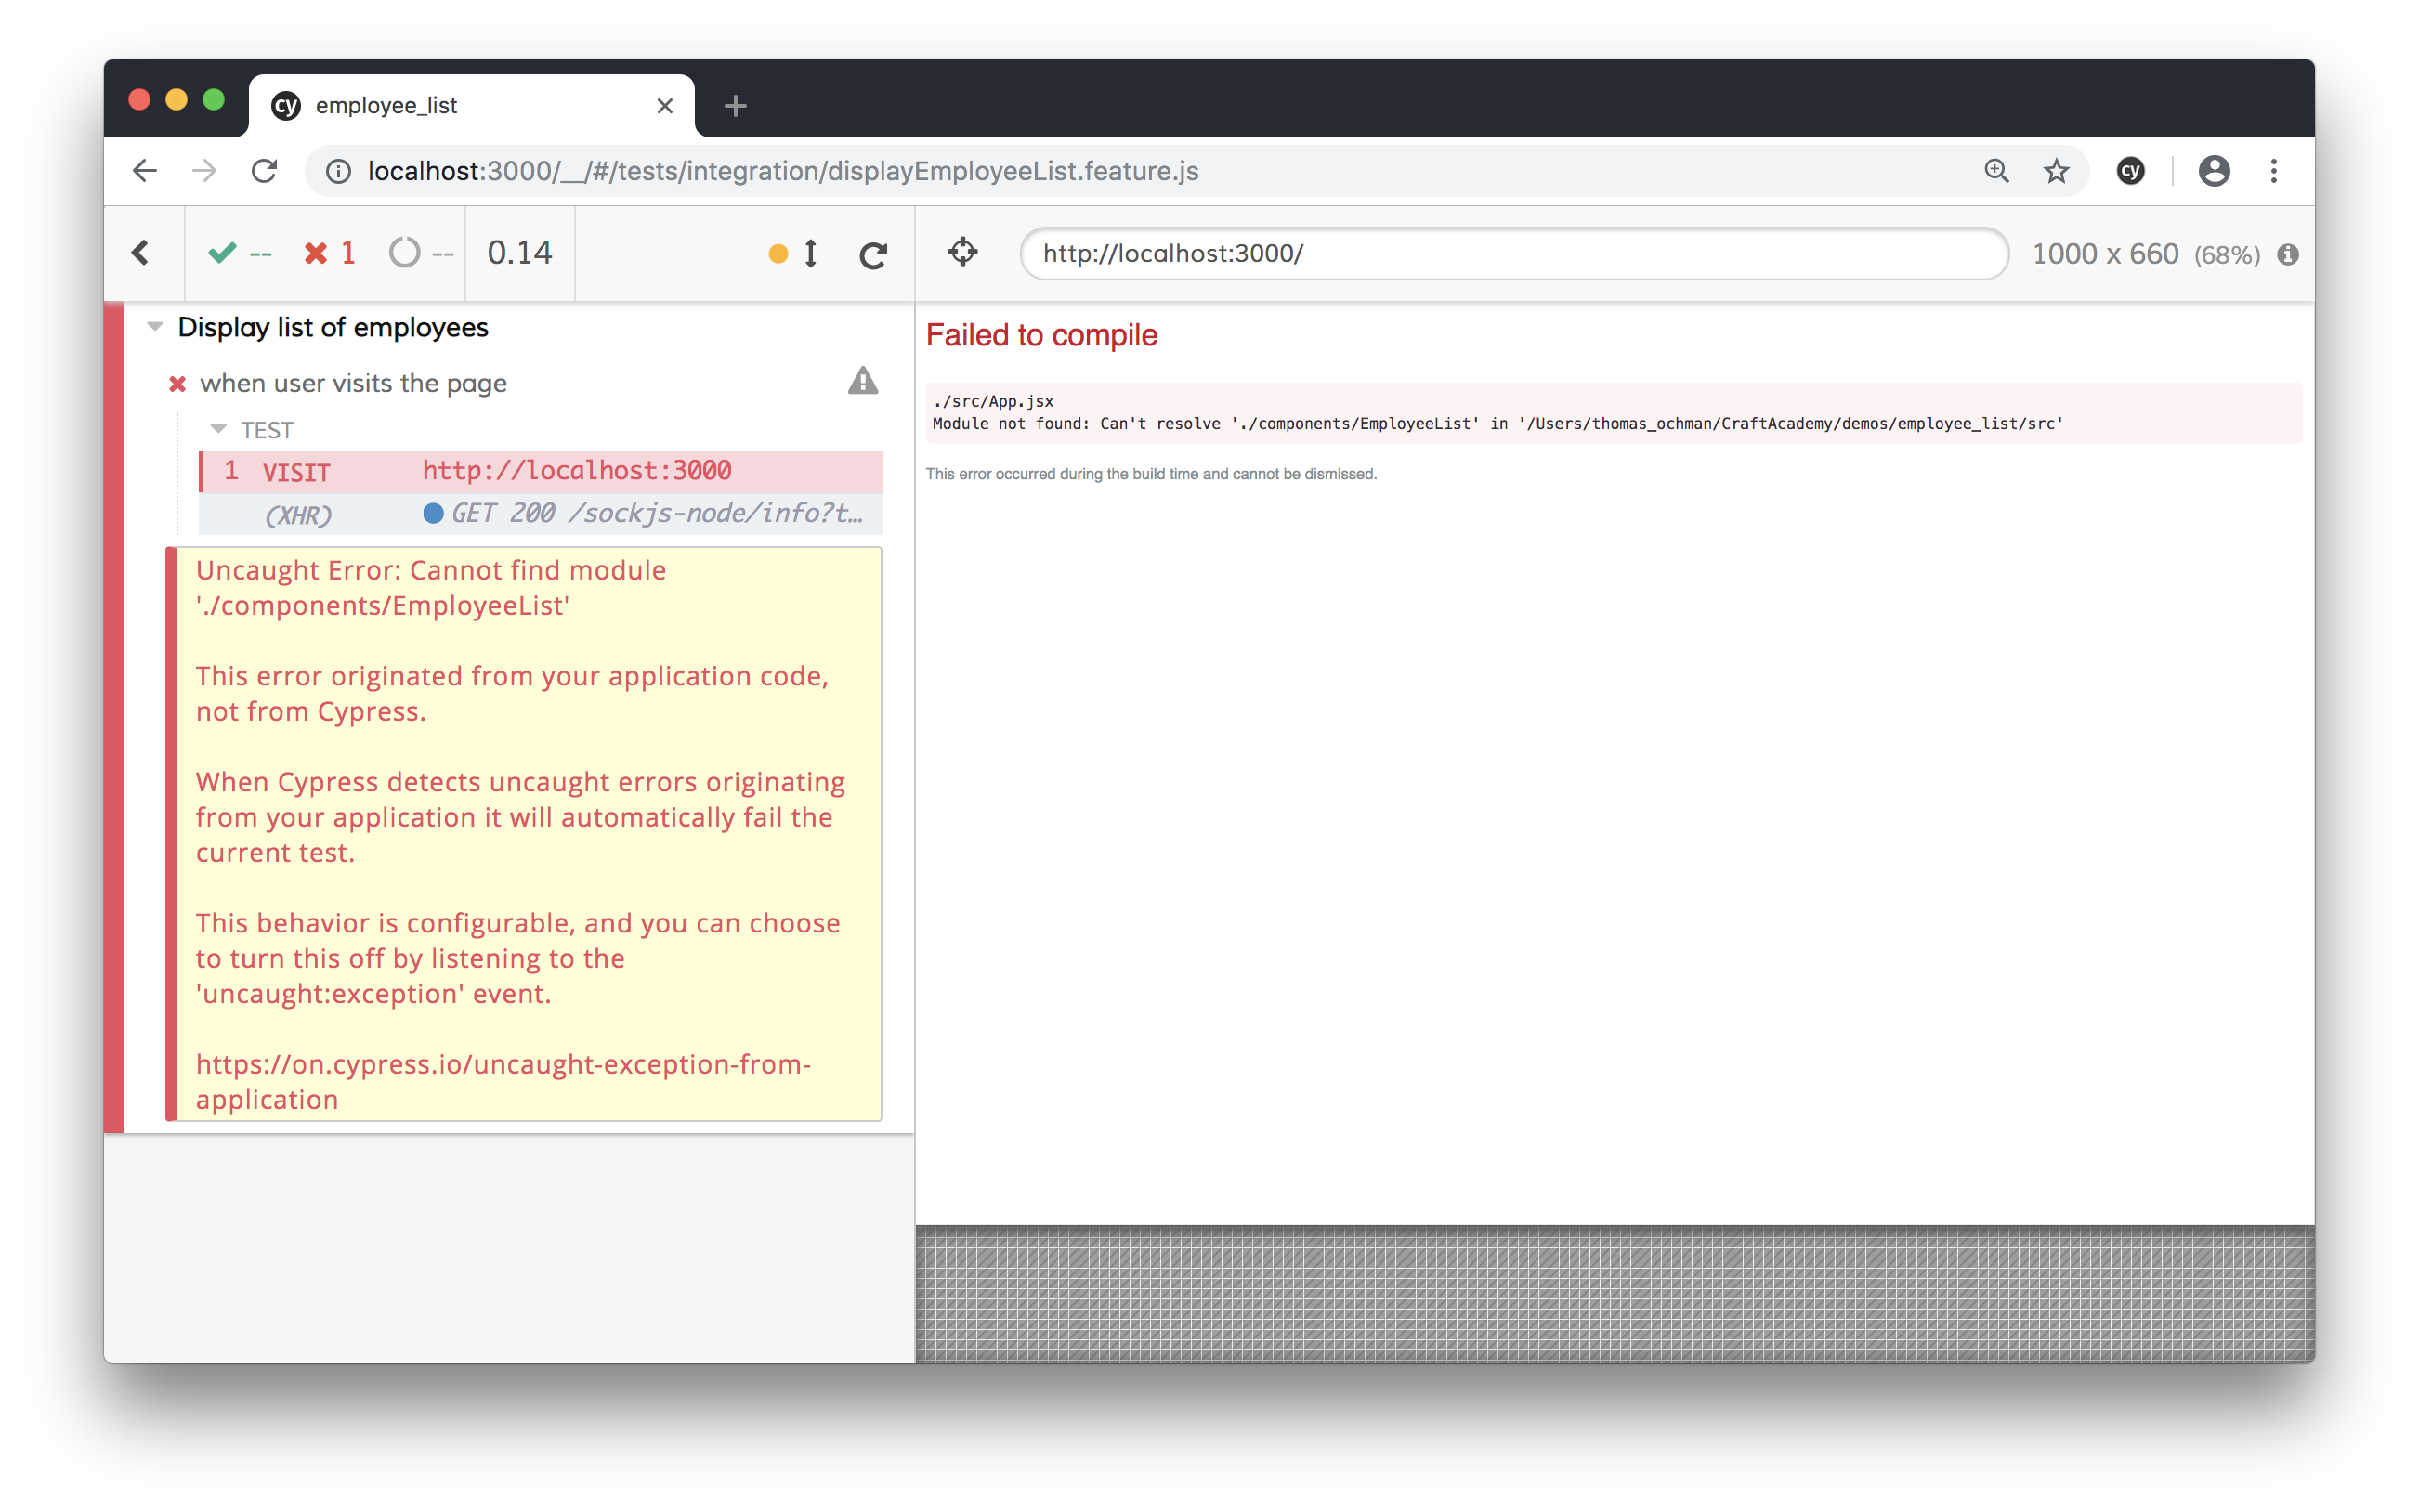 cy employee_list
localhost:3000/__/#/tests/integration/displayEmployeeList.feature.js
cy
-- 1 -- 0.14
http://localhost:3000/
1000 x 660 (68%)
Display list of employees
when user visits the page
TEST
1 VISIT http://localhost:3000
(XHR) GET 200 /sockjs-node/info?t…
Uncaught Error: Cannot find module
'./components/EmployeeList'
This error originated from your application code,
not from Cypress.
When Cypress detects uncaught errors originating
from your application it will automatically fail the
current test.
This behavior is configurable, and you can choose
to turn this off by listening to the
'uncaught:exception' event.
https://on.cypress.io/uncaught-exception-from-
application
Failed to compile
./src/App.jsx
Module not found: Can't resolve './components/EmployeeList' in '/Users/thomas_ochman/CraftAcademy/demos/employee_list/src'
This error occurred during the build time and cannot be dismissed.